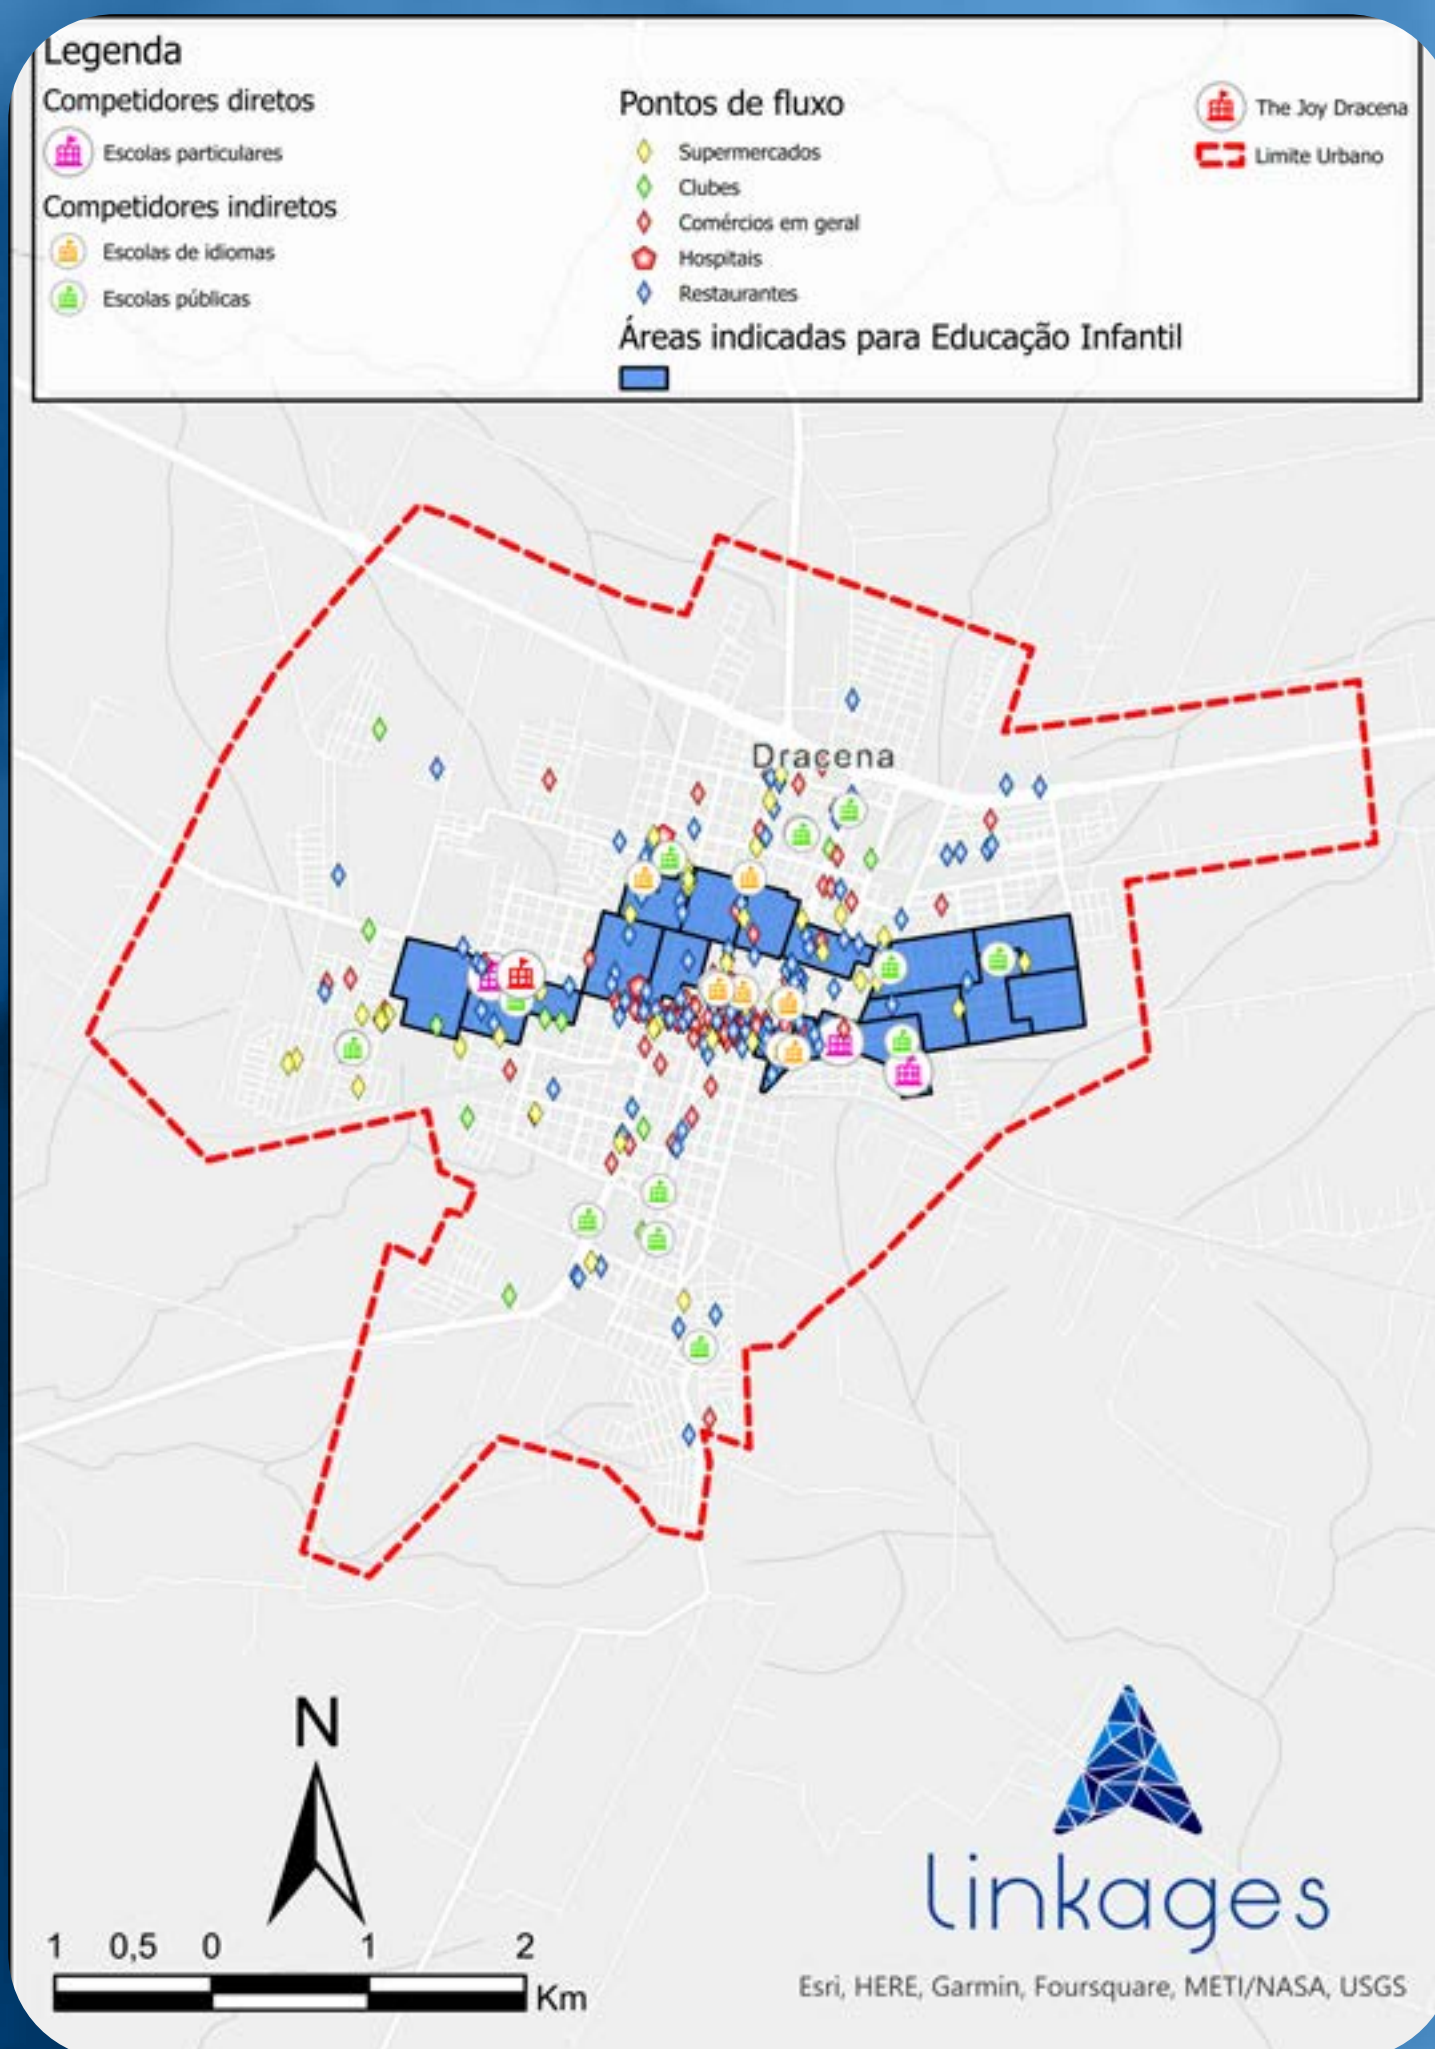 Legenda
Competidores diretos
Escolas particulares
Competidores indiretos
Escolas de idiomas
Escolas públicas
Pontos de fluxo
Supermercados
Clubes
Comércios em geral
Hospitais
Restaurantes
Áreas indicadas para Educação Infantil
The Joy Dracena
Limite Urbano
Dracena
N
1 0,5 0 1 2
Km
linkages
Esri, HERE, Garmin, Foursquare, METI/NASA, USGS